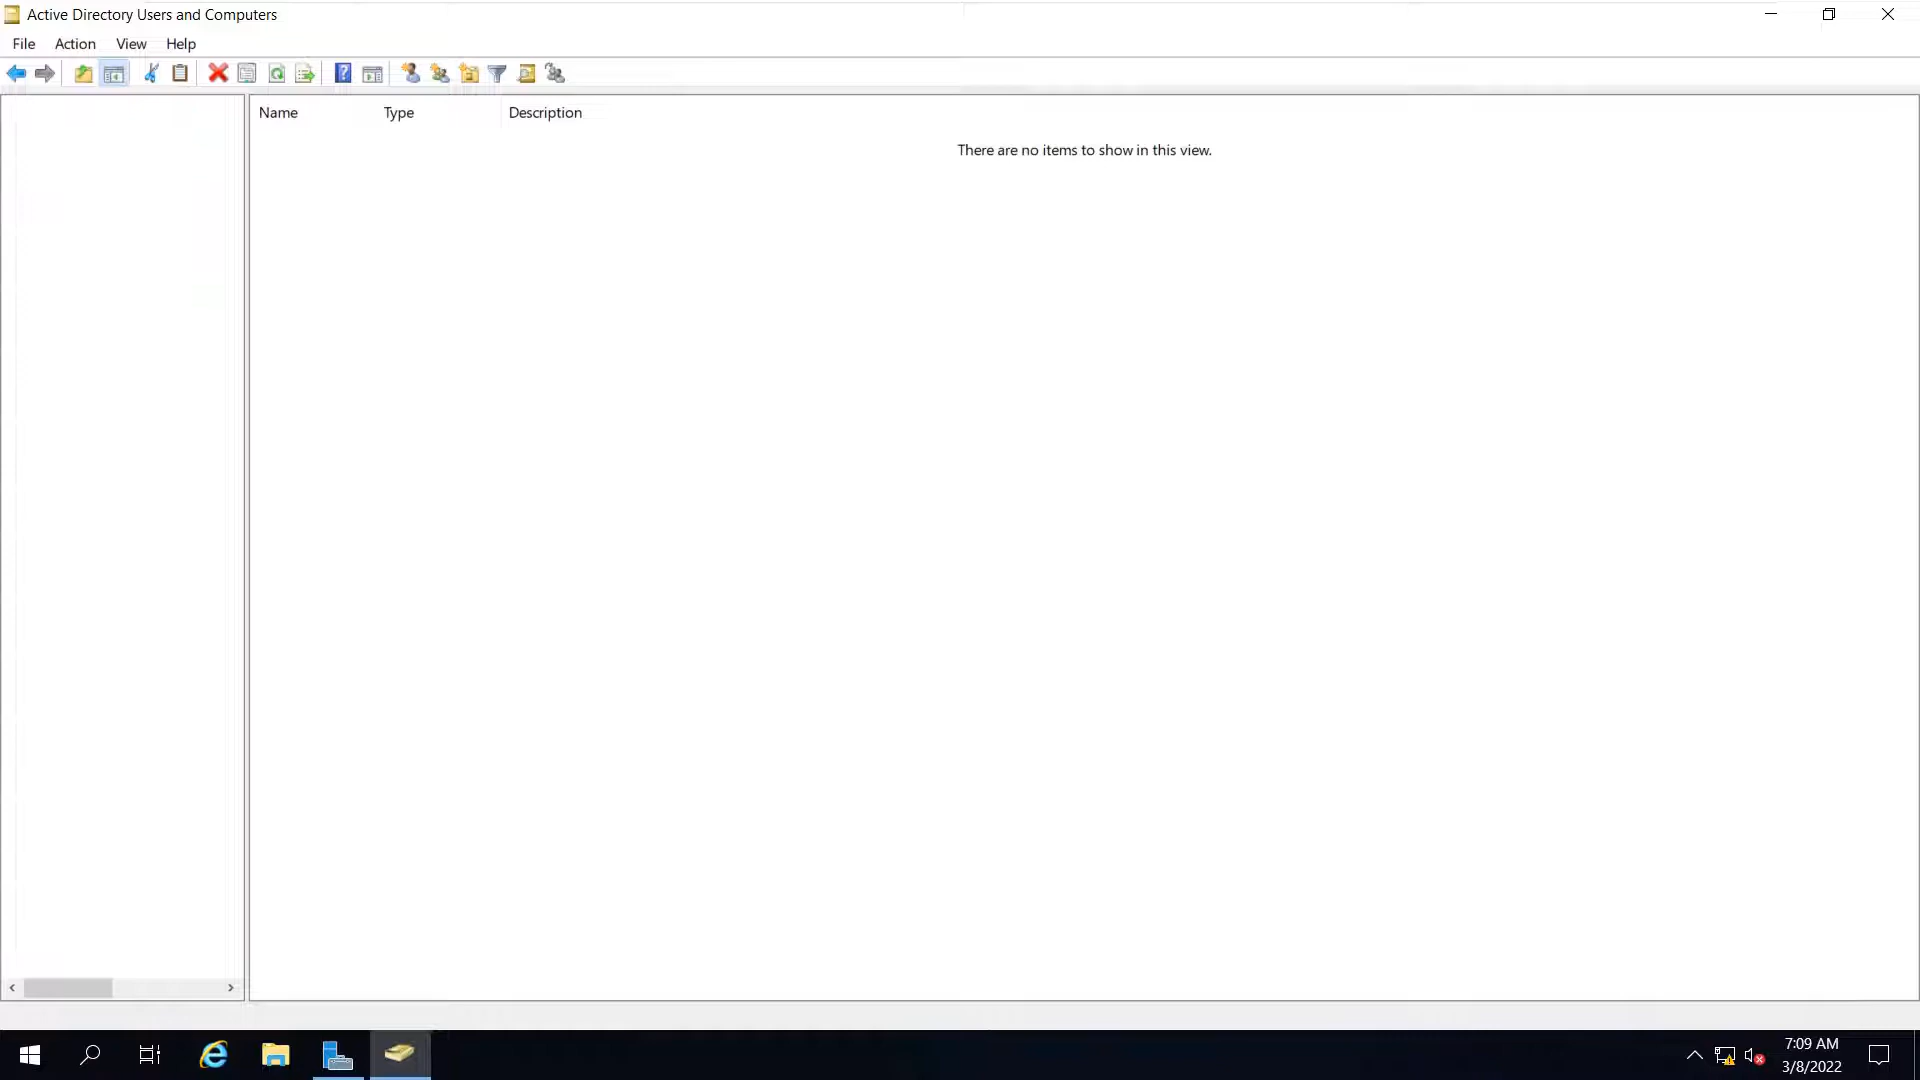 Active Directory Users and Computers
File Action View Help
Name Type Description
There are no items to show in this view.
7:09 AM
3/8/2022